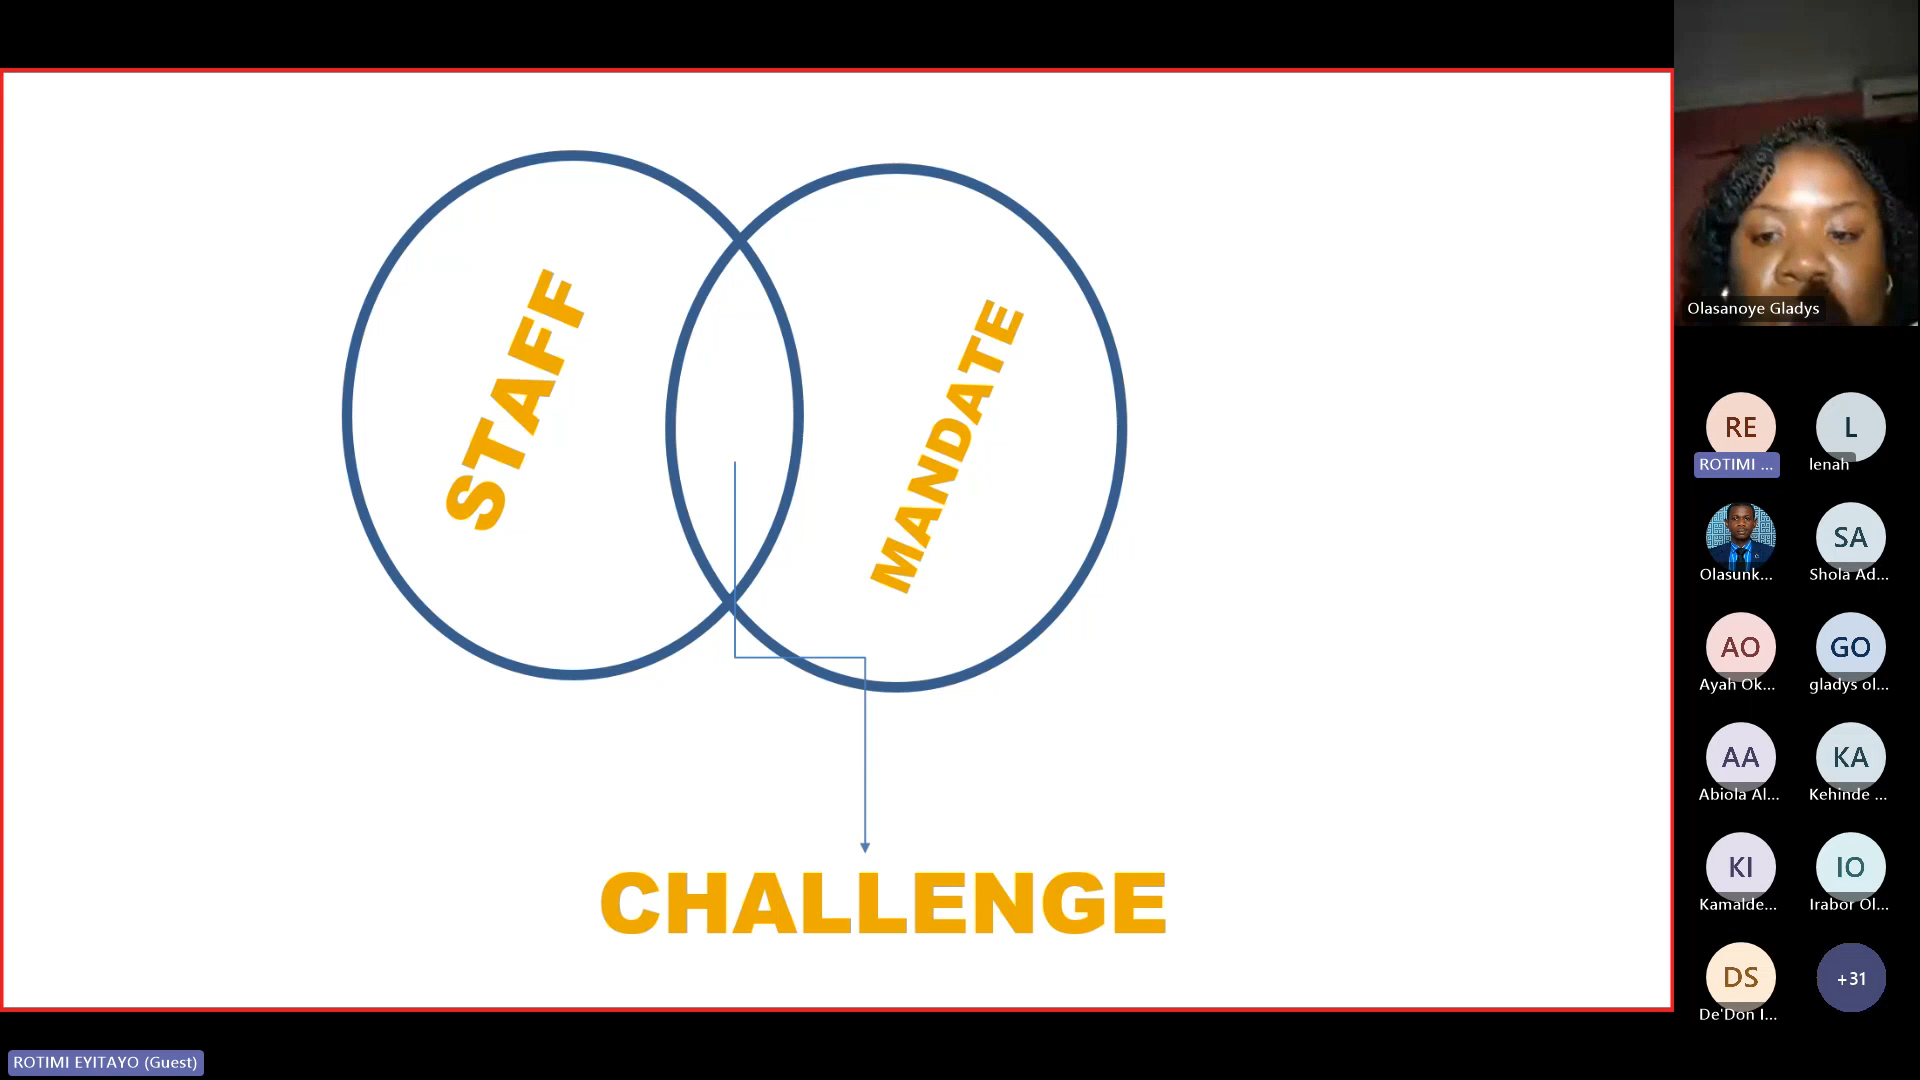 STAFF
MANDATE
CHALLENGE
Olasanoye Gladys
RE
ROTIMI ...
L
lenah
Olasunk...
SA
Shola Ad...
AO
Ayah Ok...
GO
gladys ol...
AA
Abiola Al...
KA
Kehinde ...
KI
Kamalde...
IO
Irabor Ol...
DS
De'Don I...
+31
ROTIMI EYITAYO (Guest)